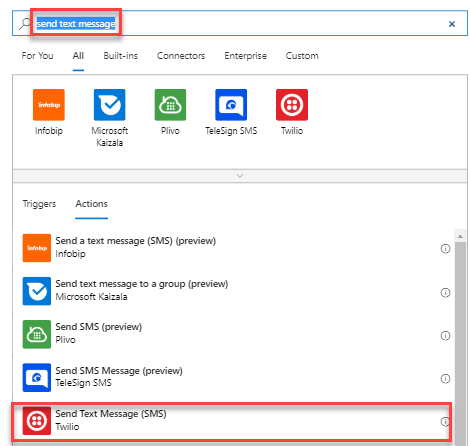 send text message
For You All Built-ins Connectors Enterprise Custom
infobip
Infobip Microsoft Kaizala Plivo TeleSign SMS Twilio
Triggers Actions
infobip
Send a text message (SMS) (preview)
Infobip
Send text message to a group (preview)
Microsoft Kaizala
Send SMS (preview)
Plivo
Send SMS Message (preview)
TeleSign SMS
Send Text Message (SMS)
Twilio